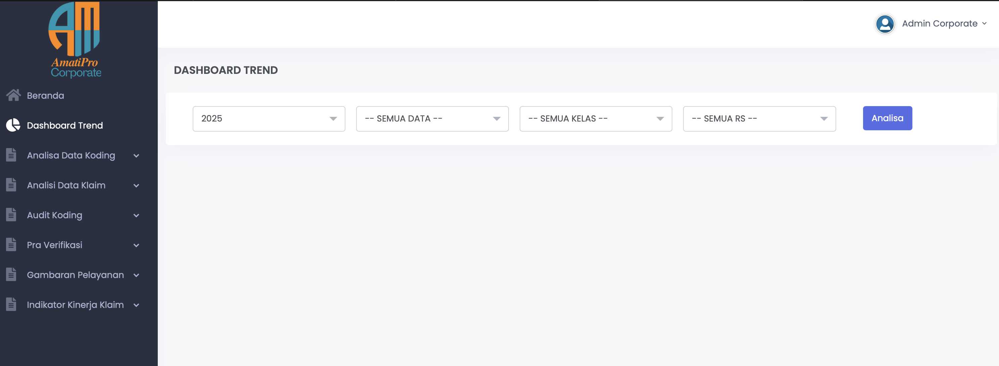 AmatiPro
Corporate
Admin Corporate
Beranda
Dashboard Trend
Analisa Data Koding
Analisi Data Klaim
Audit Koding
Pra Verifikasi
Gambaran Pelayanan
Indikator Kinerja Klaim
DASHBOARD TREND
2025
-- SEMUA DATA --
-- SEMUA KELAS --
-- SEMUA RS --
Analisa